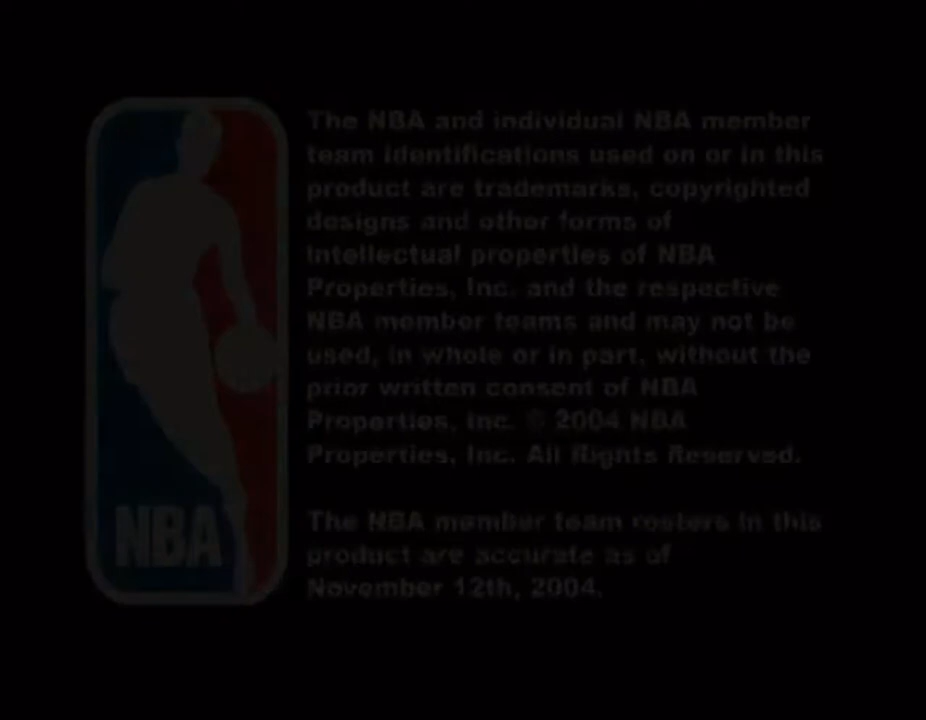 The NBA and individual NBA member
team identifications used on or in this
product are trademarks, copyrighted
designs and other forms of
intellectual properties of NBA
Properties, Inc. and the respective
NBA member teams and may not be
used, in whole or in part, without the
prior written consent of NBA
Properties, Inc. © 2004 NBA
Properties, Inc. All Rights Reserved.
The NBA member team rosters in this
product are accurate as of
November 12th, 2004.
NBA